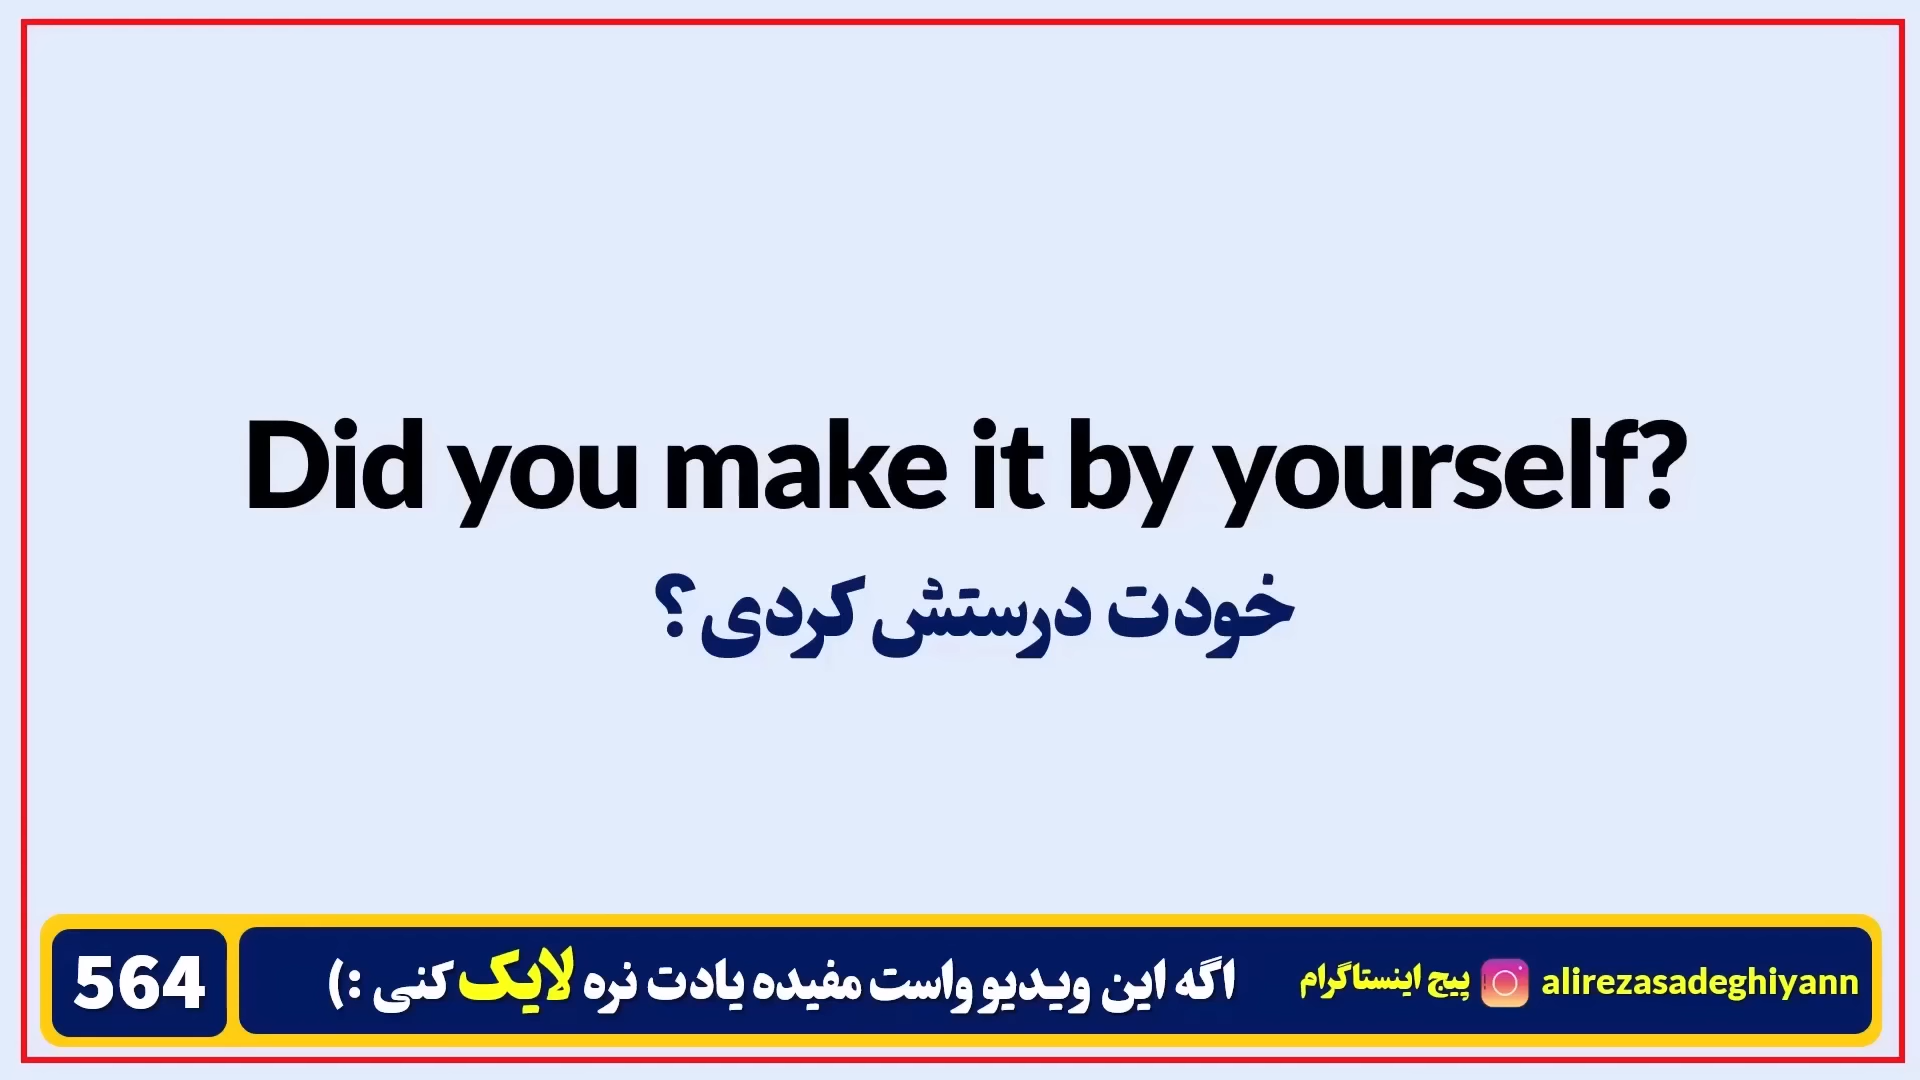 Did you make it by yourself?
خودت درستش کردی؟
564
اگه این ویدیو واست مفیده یادت نره لایک کنی :)
پیج اینستاگرام
alirezasadeghiyann